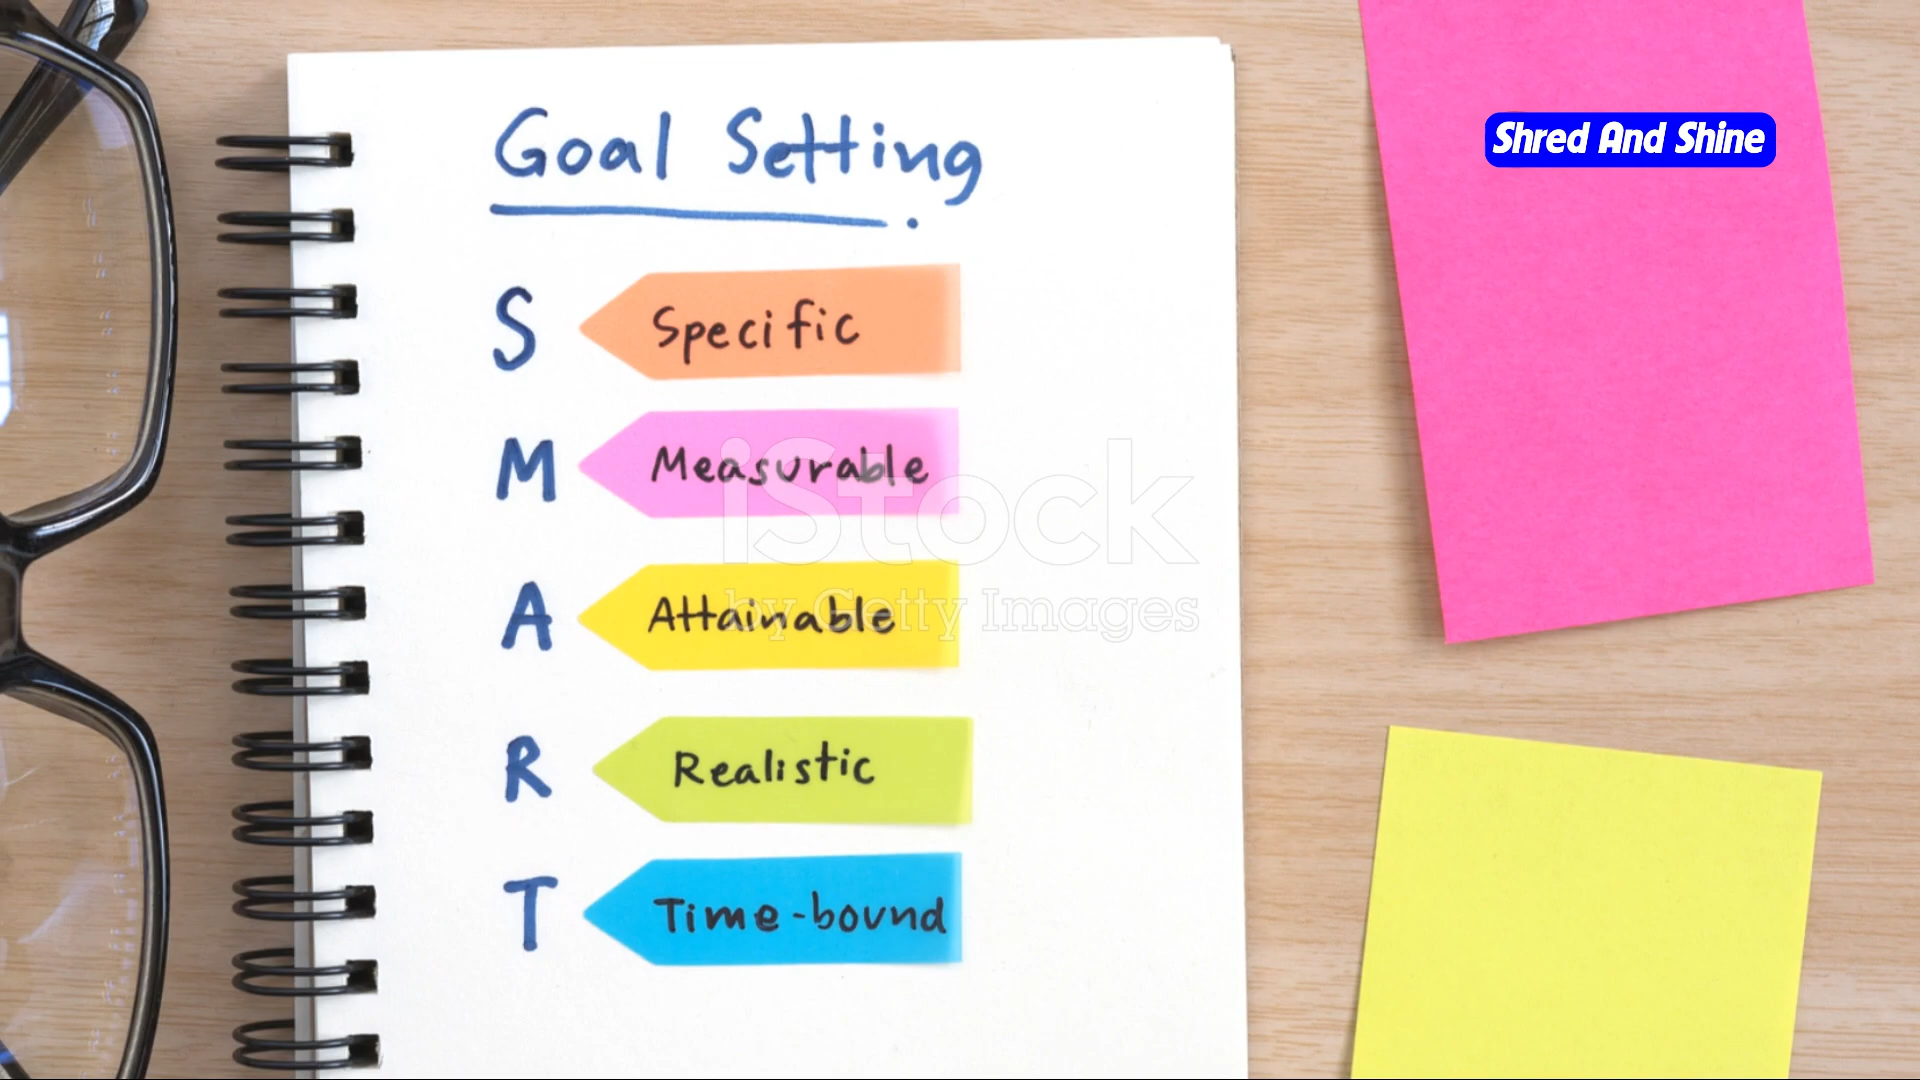 Goal Setting
Shred And Shine
S Specific
M Measurable
A Attainable
R Realistic
T Time-bound
iStock
by Getty Images